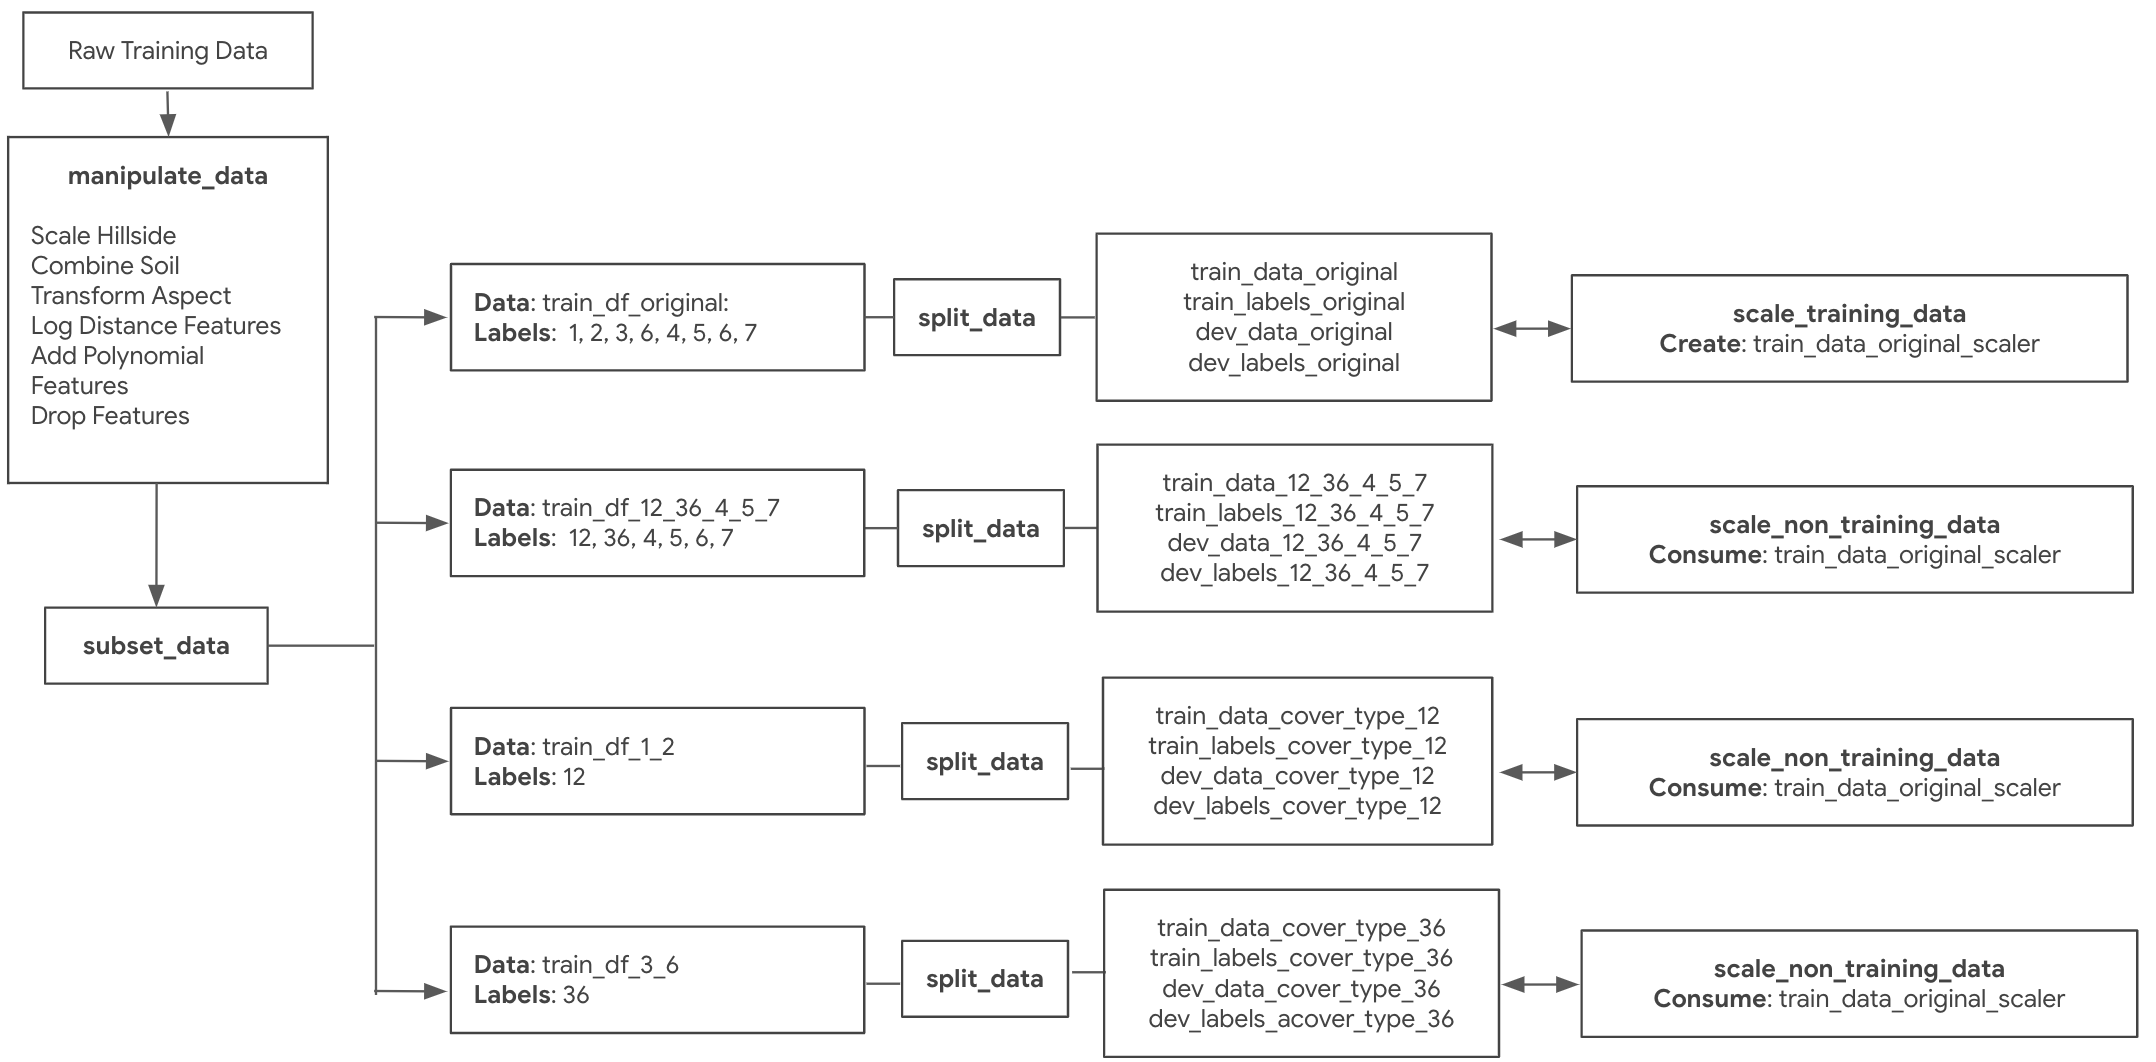 Raw Training Data
manipulate_data
Scale Hillside
Combine Soil
Transform Aspect
Log Distance Features
Add Polynomial
Features
Drop Features
subset_data
Data: train_df_original:
Labels: 1, 2, 3, 6, 4, 5, 6, 7
split_data
train_data_original
train_labels_original
dev_data_original
dev_labels_original
scale_training_data
Create: train_data_original_scaler
Data: train_df_12_36_4_5_7
Labels: 12, 36, 4, 5, 6, 7
split_data
train_data_12_36_4_5_7
train_labels_12_36_4_5_7
dev_data_12_36_4_5_7
dev_labels_12_36_4_5_7
scale_non_training_data
Consume: train_data_original_scaler
Data: train_df_1_2
Labels: 12
split_data
train_data_cover_type_12
train_labels_cover_type_12
dev_data_cover_type_12
dev_labels_cover_type_12
scale_non_training_data
Consume: train_data_original_scaler
Data: train_df_3_6
Labels: 36
split_data
train_data_cover_type_36
train_labels_cover_type_36
dev_data_cover_type_36
dev_labels_acover_type_36
scale_non_training_data
Consume: train_data_original_scaler